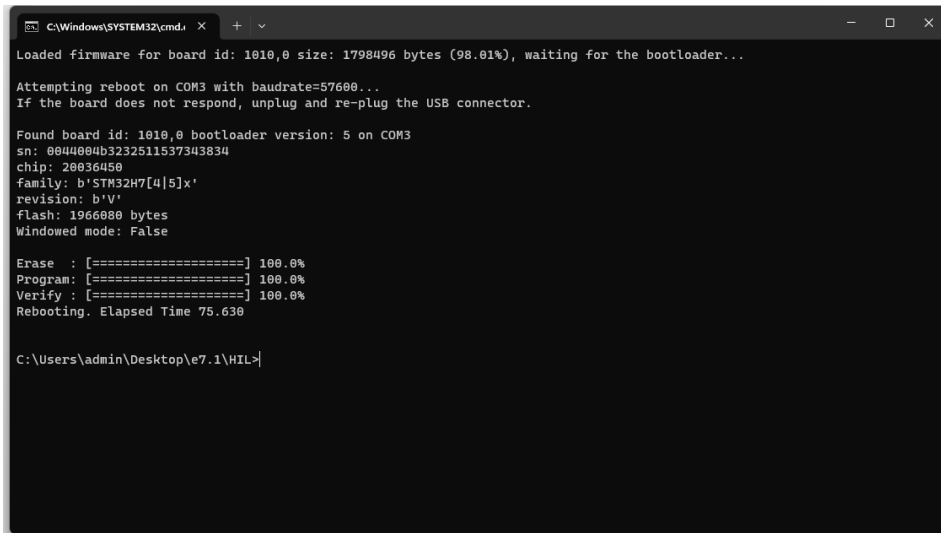 C:\Windows\SYSTEM32\cmd.
Loaded firmware for board id: 1010,0 size: 1798496 bytes (98.01%), waiting for the bootloader...
Attempting reboot on COM3 with baudrate=57600...
If the board does not respond, unplug and re-plug the USB connector.
Found board id: 1010,0 bootloader version: 5 on COM3
sn: 0044004b3232511537343834
chip: 20036450
family: b'STM32H7[4|5]x'
revision: b'V'
flash: 1966080 bytes
Windowed mode: False
Erase  : [====================] 100.0%
Program: [====================] 100.0%
Verify : [====================] 100.0%
Rebooting. Elapsed Time 75.630
C:\Users\admin\Desktop\e7.1\HIL>